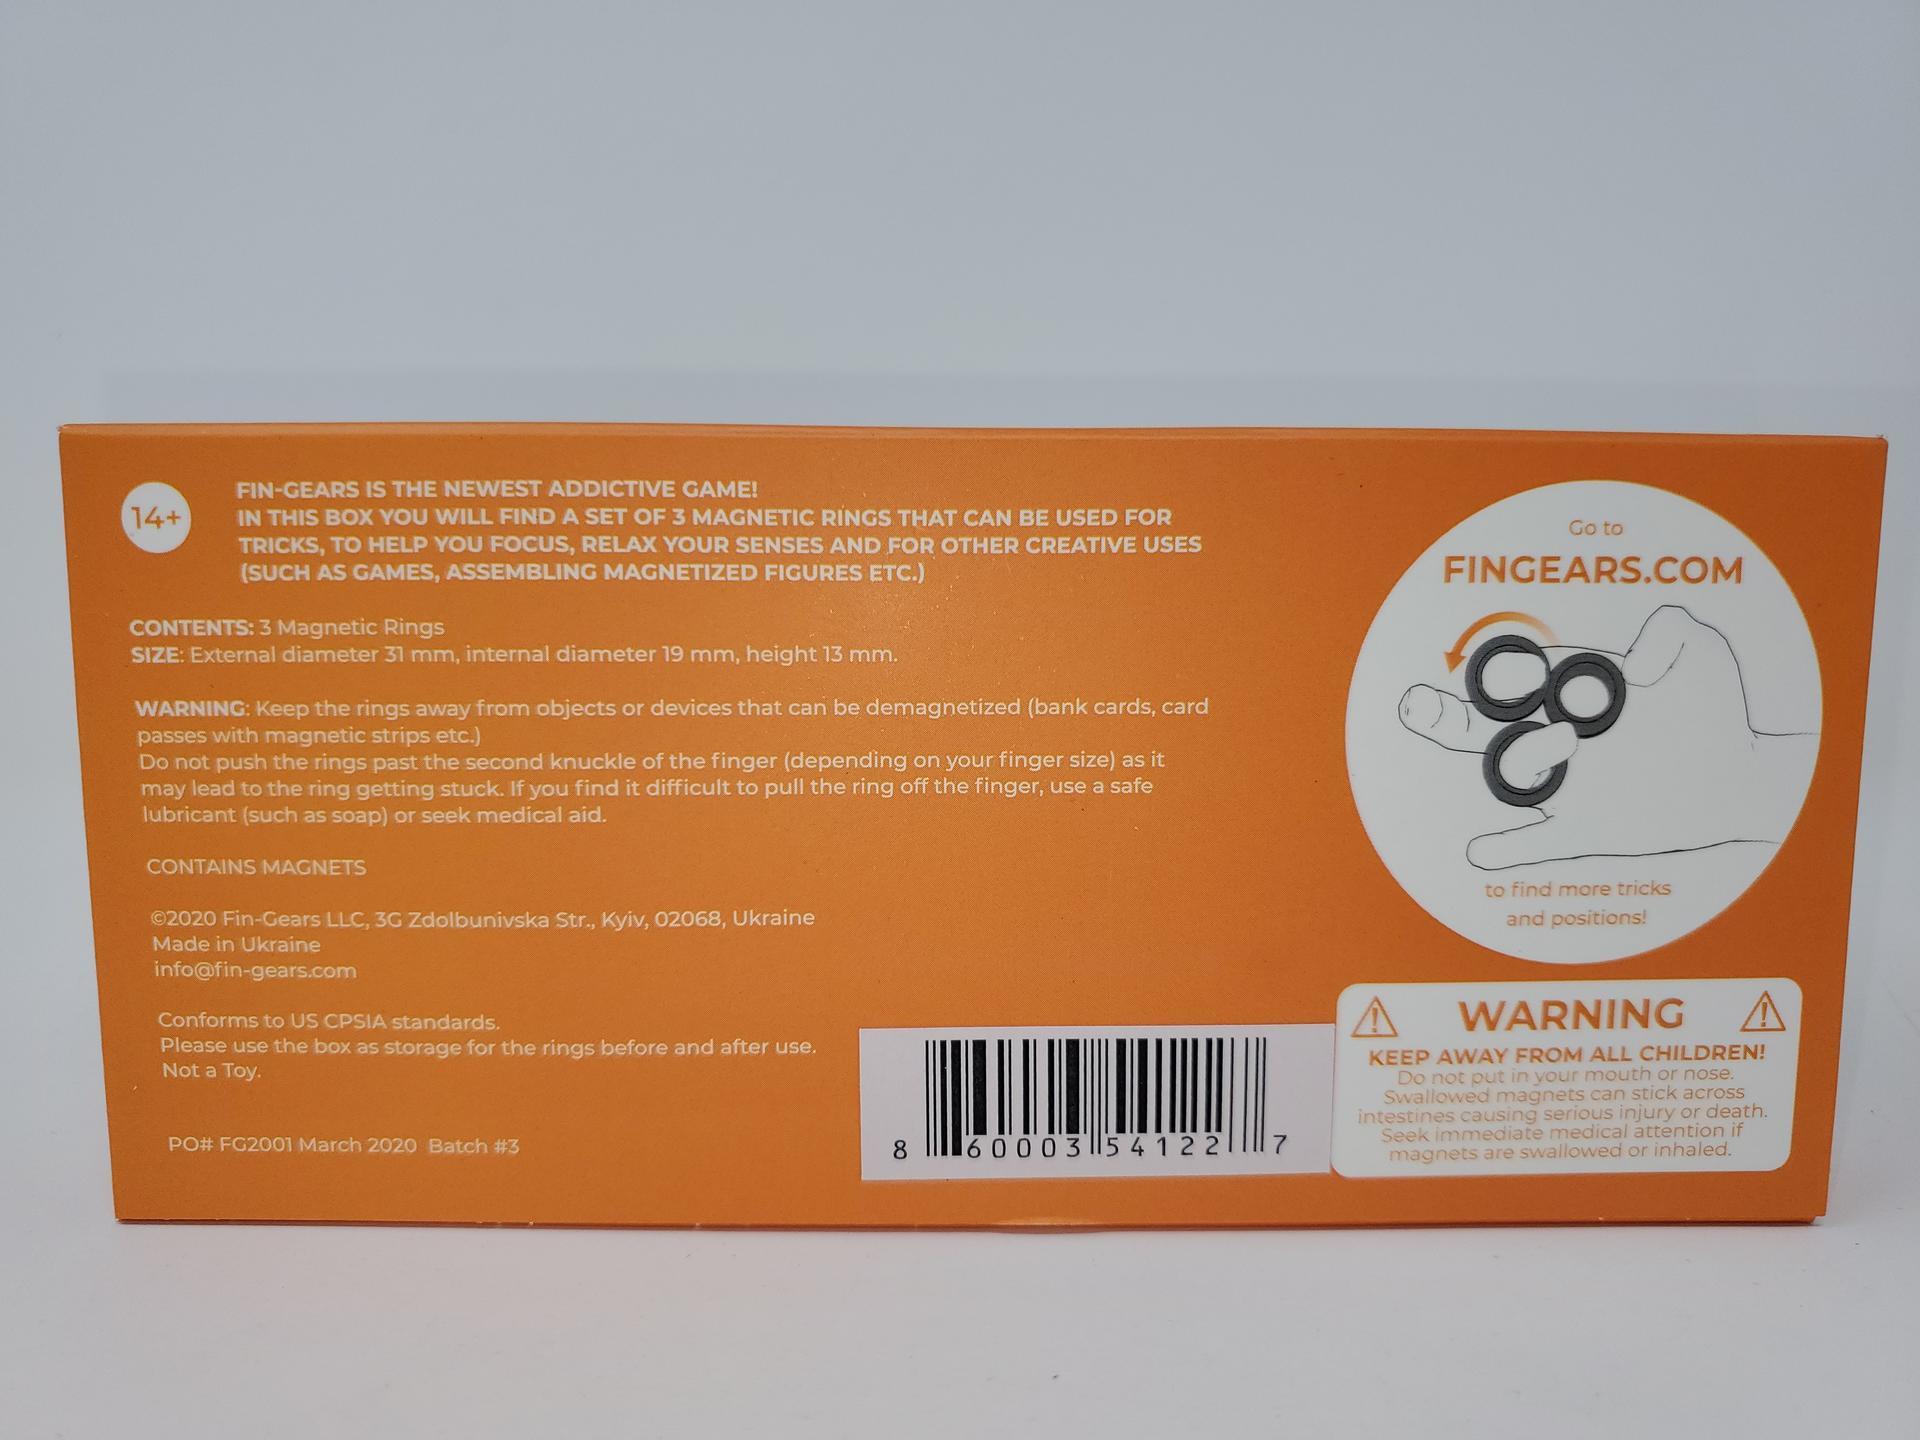 14+
FIN-GEARS IS THE NEWEST ADDICTIVE GAME!
IN THIS BOX YOU WILL FIND A SET OF 3 MAGNETIC RINGS THAT CAN BE USED FOR
TRICKS, TO HELP YOU FOCUS, RELAX YOUR SENSES AND FOR OTHER CREATIVE USES
(SUCH AS GAMES, ASSEMBLING MAGNETIZED FIGURES ETC.)
CONTENTS: 3 Magnetic Rings
SIZE: External diameter 31 mm, internal diameter 19 mm, height 13 mm.
WARNING: Keep the rings away from objects or devices that can be demagnetized (bank cards, card
passes with magnetic strips etc.)
Do not push the rings past the second knuckle of the finger (depending on your finger size) as it
may lead to the ring getting stuck. If you find it difficult to pull the ring off the finger, use a safe
lubricant (such as soap) or seek medical aid.
CONTAINS MAGNETS
©2020 Fin-Gears LLC, 3G Zdolbunivska Str., Kyiv, 02068, Ukraine
Made in Ukraine
info@fin-gears.com
Conforms to US CPSIA standards.
Please use the box as storage for the rings before and after use.
Not a Toy.
PO# FG2001 March 2020 Batch #3
8 60003 54122 7
Go to
FINGEARS.COM
to find more tricks
and positions!
WARNING
KEEP AWAY FROM ALL CHILDREN!
Do not put in your mouth or nose.
Swallowed magnets can stick across
intestines causing serious injury or death.
Seek immediate medical attention if
magnets are swallowed or inhaled.